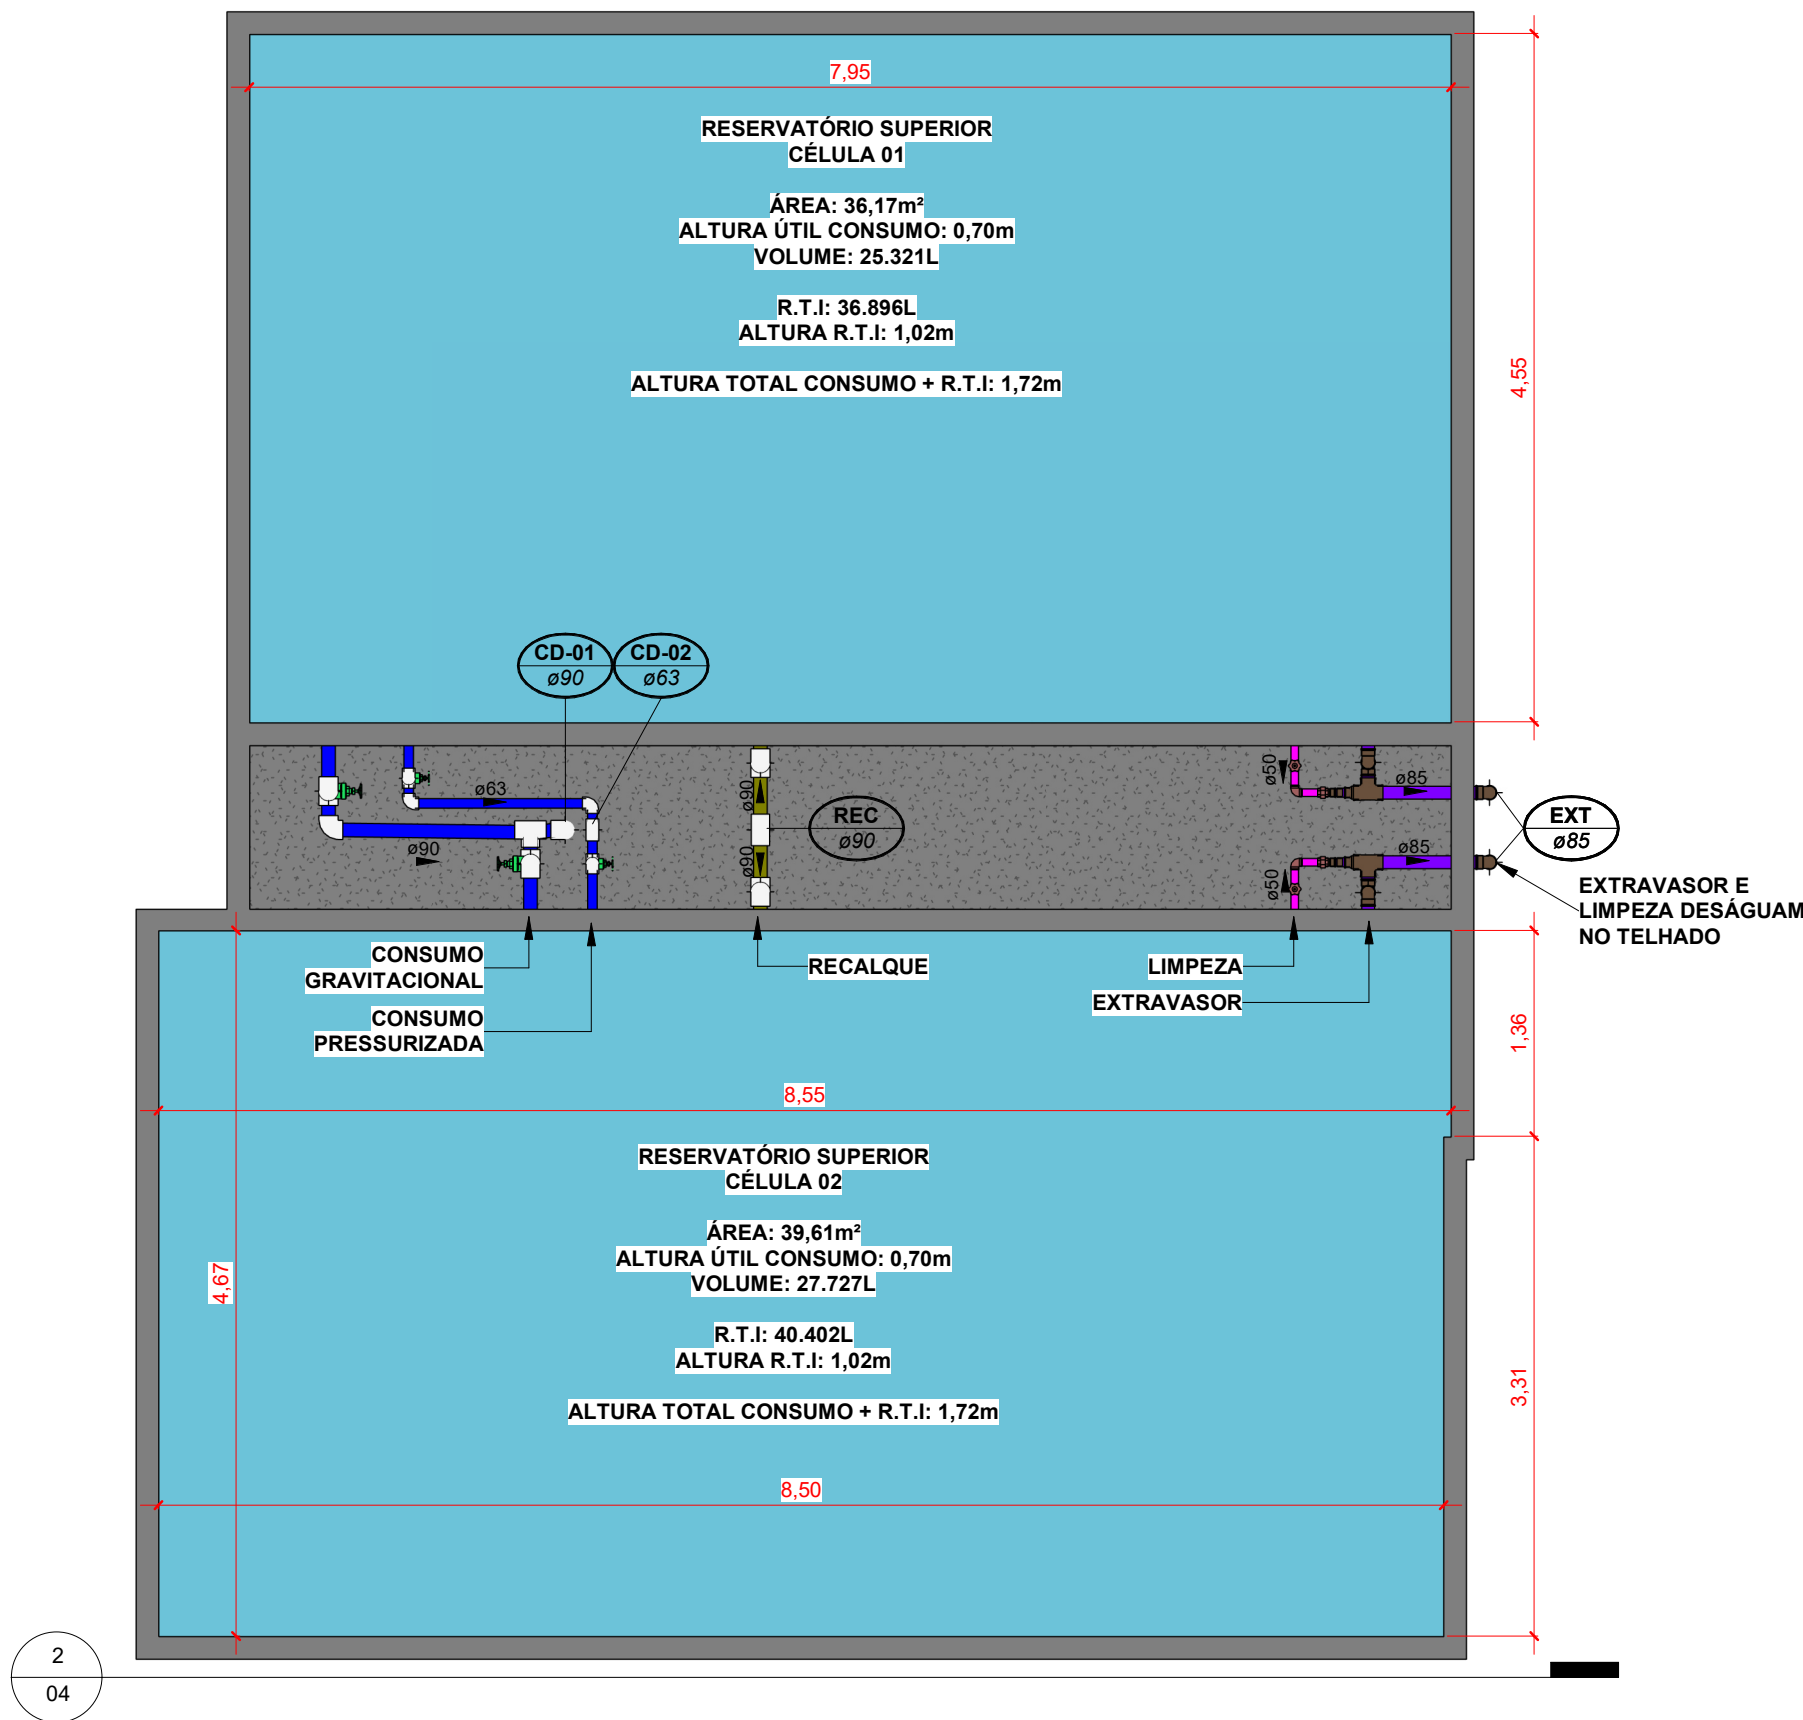 7,95
RESERVATÓRIO SUPERIOR
CÉLULA 01
ÁREA: 36,17m²
ALTURA ÚTIL CONSUMO: 0,70m
VOLUME: 25.321L
R.T.I: 36.896L
ALTURA R.T.I: 1,02m
ALTURA TOTAL CONSUMO + R.T.I: 1,72m
4,55
CD-01
ø90
CD-02
ø63
ø63
ø90
ø90
ø90
REC
ø90
ø50
ø85
ø50
ø85
EXT
ø85
EXTRAVASOR E
LIMPEZA DESÁGUAM
NO TELHADO
CONSUMO
GRAVITACIONAL
CONSUMO
PRESSURIZADA
RECALQUE
LIMPEZA
EXTRAVASOR
1,36
8,55
RESERVATÓRIO SUPERIOR
CÉLULA 02
ÁREA: 39,61m²
ALTURA ÚTIL CONSUMO: 0,70m
VOLUME: 27.727L
R.T.I: 40.402L
ALTURA R.T.I: 1,02m
ALTURA TOTAL CONSUMO + R.T.I: 1,72m
4,67
3,31
8,50
2
04